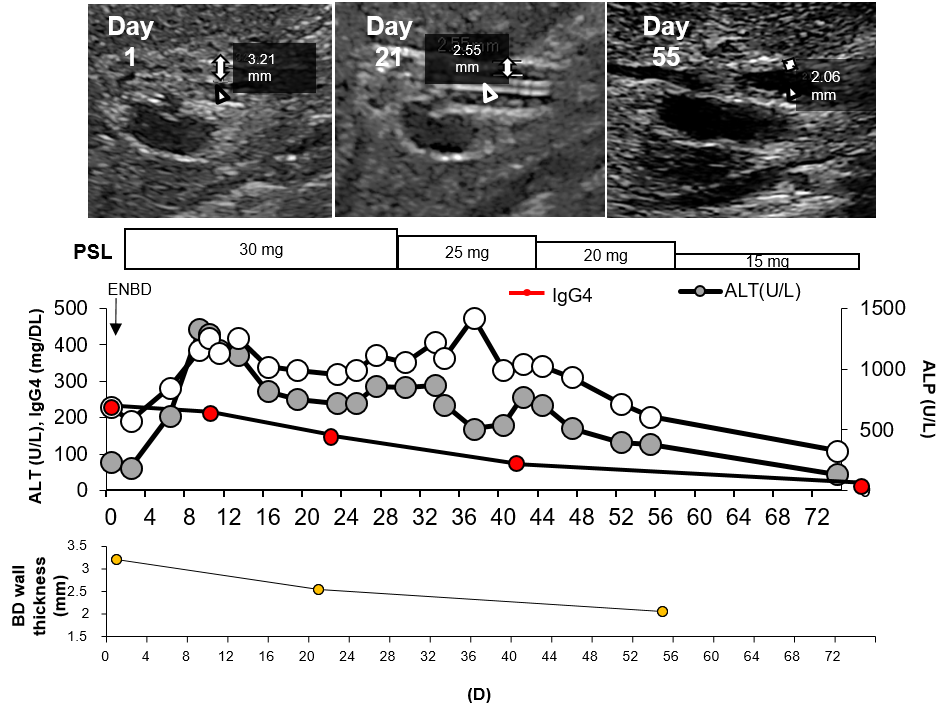 Day
1
3.21
mm
Day
21'
2.55 mm
2.55
mm
Day
55
2.06
mm
PSL
30 mg
25 mg
20 mg
15 mg
ENBD
IgG4
ALT(U/L)
500
400
300
200
100
0
ALT (U/L), IgG4 (mg/DL)
1500
1000
500
0
ALP (U/L)
0 4 8 12 16 20 24 28 32 36 40 44 48 52 56 60 64 68 72
3.5
3
2.5
2
1.5
BD wall
thickness
(mm)
0 4 8 12 16 20 24 28 32 36 40 44 48 52 56 60 64 68 72
(D)